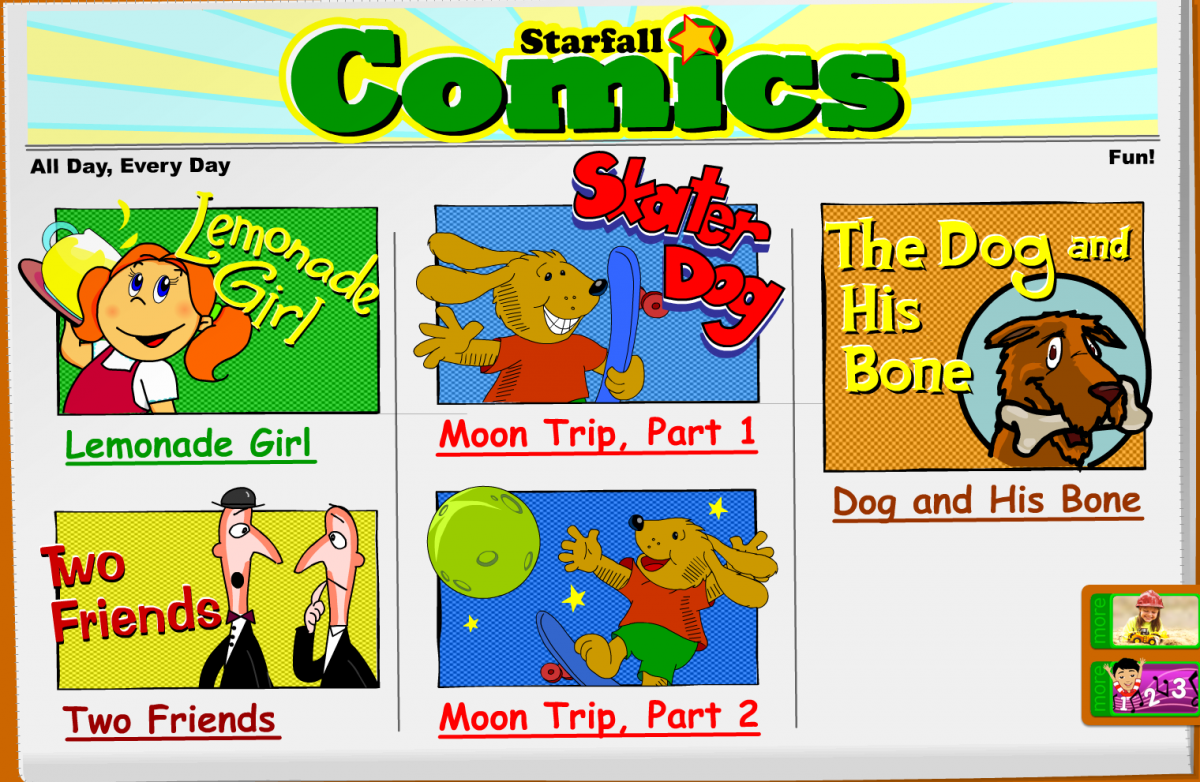 Starfall
Comics
All Day, Every Day
Fun!
Lemonade
Girl
Lemonade Girl
Two
Friends
Two Friends
Skater
Dog
Moon Trip, Part 1
Moon Trip, Part 2
The Dog and
His
Bone
Dog and His Bone
more
more
1 2 3